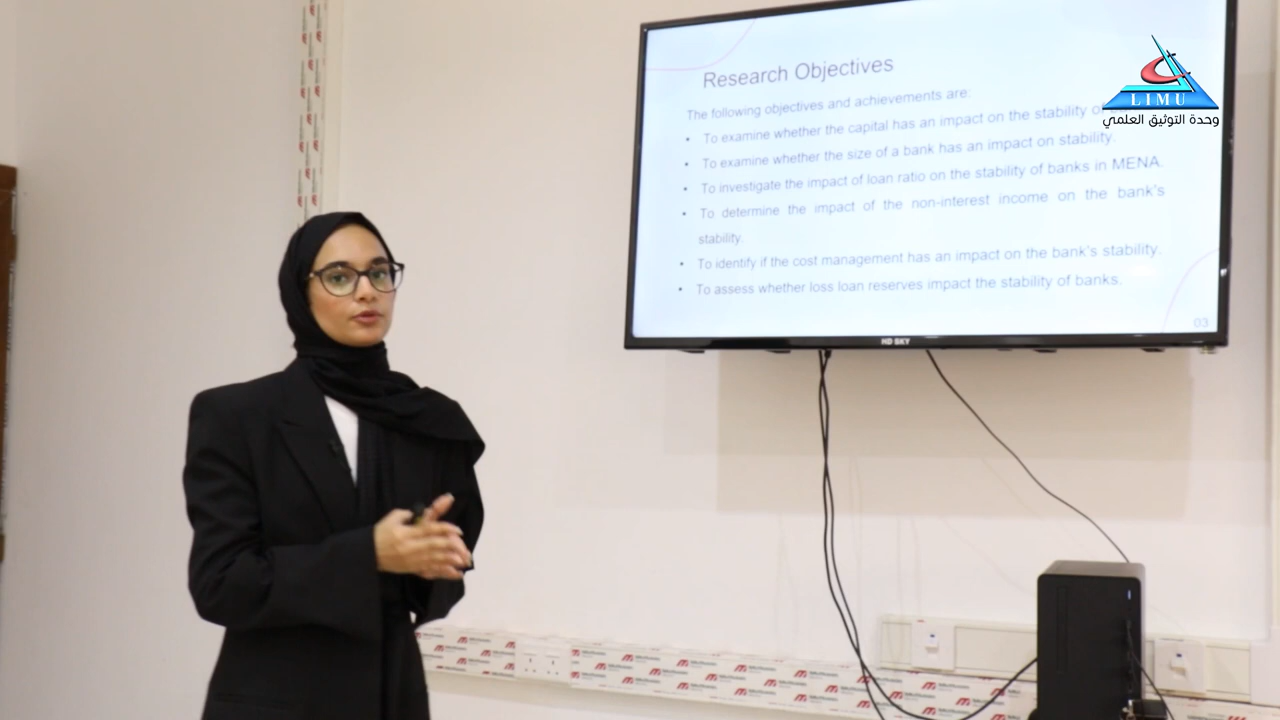 Research Objectives
The following objectives and achievements are:
• To examine whether the capital has an impact on the stability of
• To examine whether the size of a bank has an impact on stability.
• To investigate the impact of loan ratio on the stability of banks in MENA.
• To determine the impact of the non-interest income on the bank's
stability.
• To identify if the cost management has an impact on the bank's stability.
• To assess whether loss loan reserves impact the stability of banks.
03
HD SKY
LIMU
وحدة التوثيق العلمي